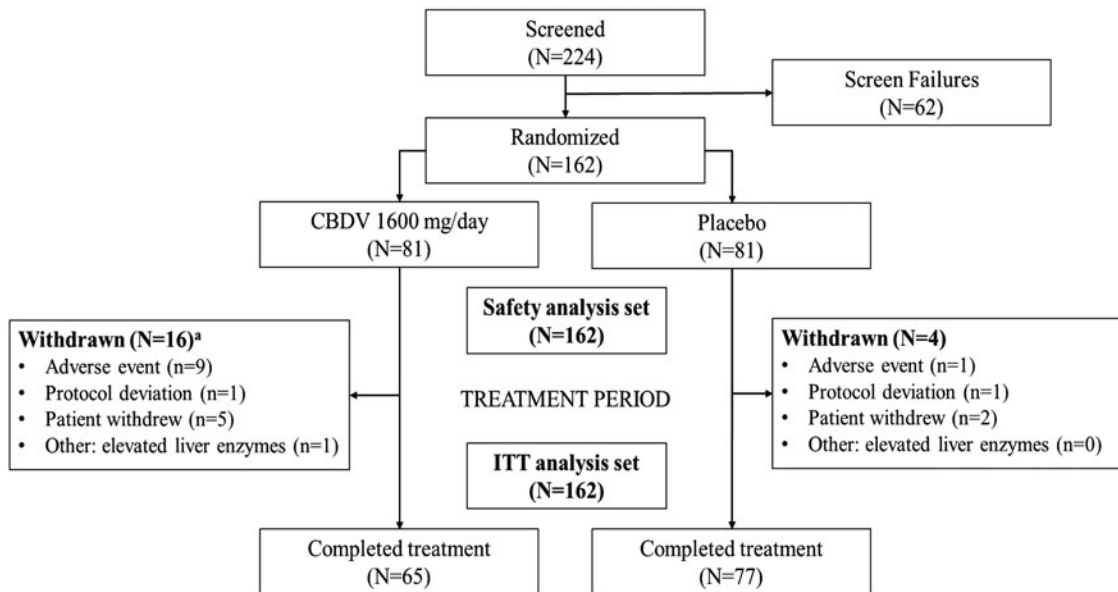 Screened
(N=224)
Screen Failures
(N=62)
Randomized
(N=162)
CBDV 1600 mg/day
(N=81)
Placebo
(N=81)
Safety analysis set
(N=162)
Withdrawn (N=16)ᵃ
• Adverse event (n=9)
• Protocol deviation (n=1)
• Patient withdrew (n=5)
• Other: elevated liver enzymes (n=1)
TREATMENT PERIOD
Withdrawn (N=4)
• Adverse event (n=1)
• Protocol deviation (n=1)
• Patient withdrew (n=2)
• Other: elevated liver enzymes (n=0)
ITT analysis set
(N=162)
Completed treatment
(N=65)
Completed treatment
(N=77)